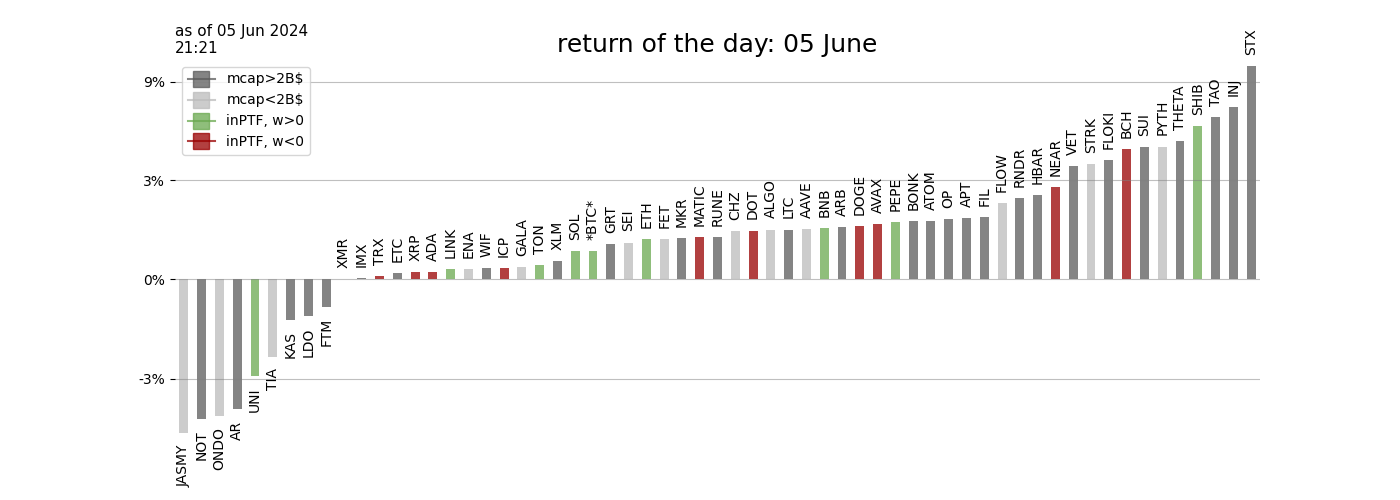 as of 05 Jun 2024
21:21
return of the day: 05 June
mcap>2B$
mcap<2B$
inPTF, w>0
inPTF, w<0
9%
3%
0%
-3%
JASMY
NOT
ONDO
AR
UNI
TIA
KAS
LDO
FTM
XMR
IMX
TRX
ETC
XRP
ADA
LINK
ENA
WIF
ICP
GALA
TON
XLM
SOL
*BTC*
GRT
SEI
ETH
FET
MKR
MATIC
RUNE
CHZ
DOT
ALGO
LTC
AAVE
BNB
ARB
DOGE
AVAX
PEPE
BONK
ATOM
OP
APT
FIL
FLOW
RNDR
HBAR
NEAR
VET
STRK
FLOKI
BCH
SUI
PYTH
THETA
SHIB
TAO
INJ
STX